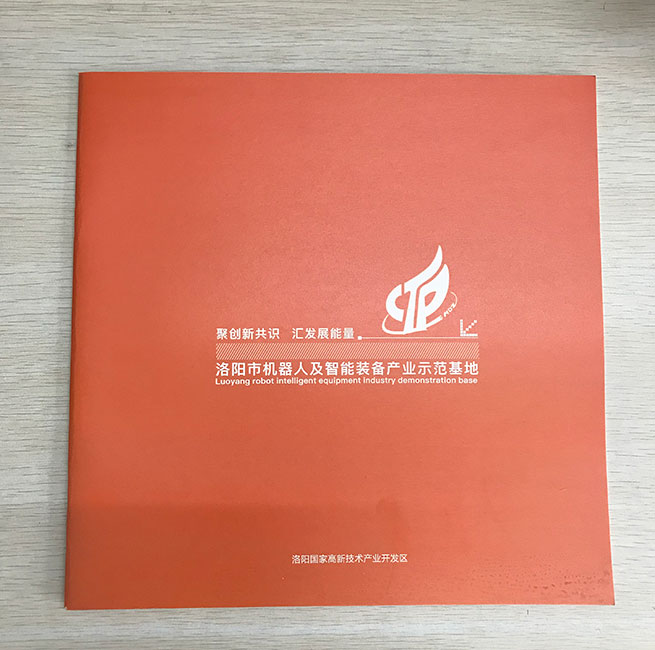 CTP
聚创新共识 汇发展能量
洛阳市机器人及智能装备产业示范基地
Luoyang robot intelligent equipment Industry demonstration base
洛阳国家高新技术产业开发区